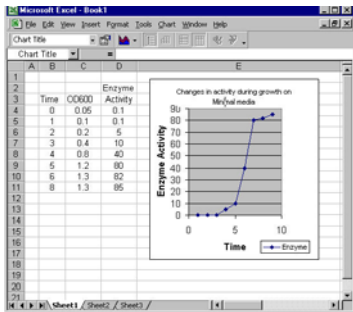 Microsoft Excel - Book1
File Edit View Insert Format Tools Chart Window Help
Chart Title
Chart Title =
A B C D E
1
2 Enzyme
3 Time OD600 Activity
4 0 0.05 0.1
5 1 0.1 0.1
6 2 0.2 5
7 3 0.4 10
8 4 0.8 40
9 5 1.2 80
10 6 1.3 82
11 8 1.3 85
12
13
14
15
16
17
18
19
20
21
Changes in activity during growth on
Minimal media
Enzyme Activity
90
80
70
60
50
40
30
20
10
0
0 5 10
Time
Enzyme
Sheet1 Sheet2 Sheet3